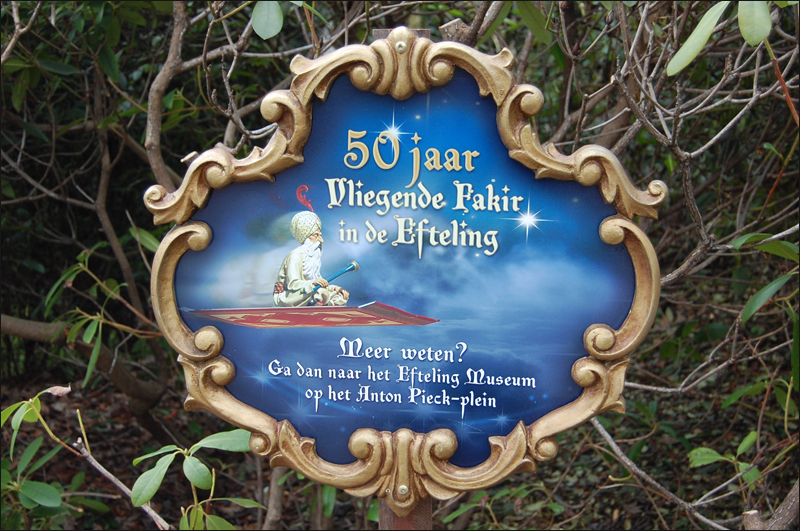 50 jaar
Vliegende Fakir
in de Efteling
Meer weten?
Ga dan naar het Efteling Museum
op het Anton Pieck-plein